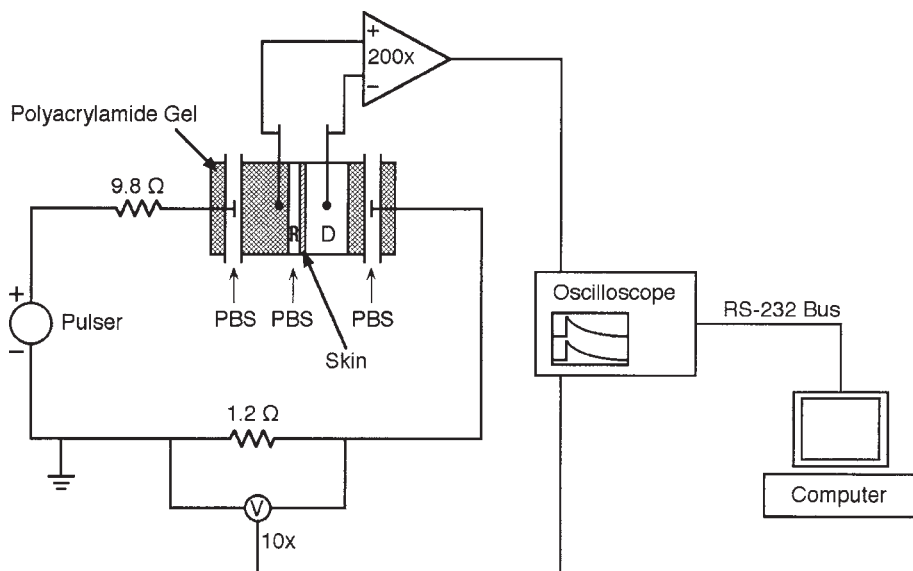 +
200x
−
Polyacrylamide Gel
9.8 Ω
R
D
+
Pulser
−
PBS
PBS
PBS
Skin
Oscilloscope
RS-232 Bus
1.2 Ω
V
10x
Computer